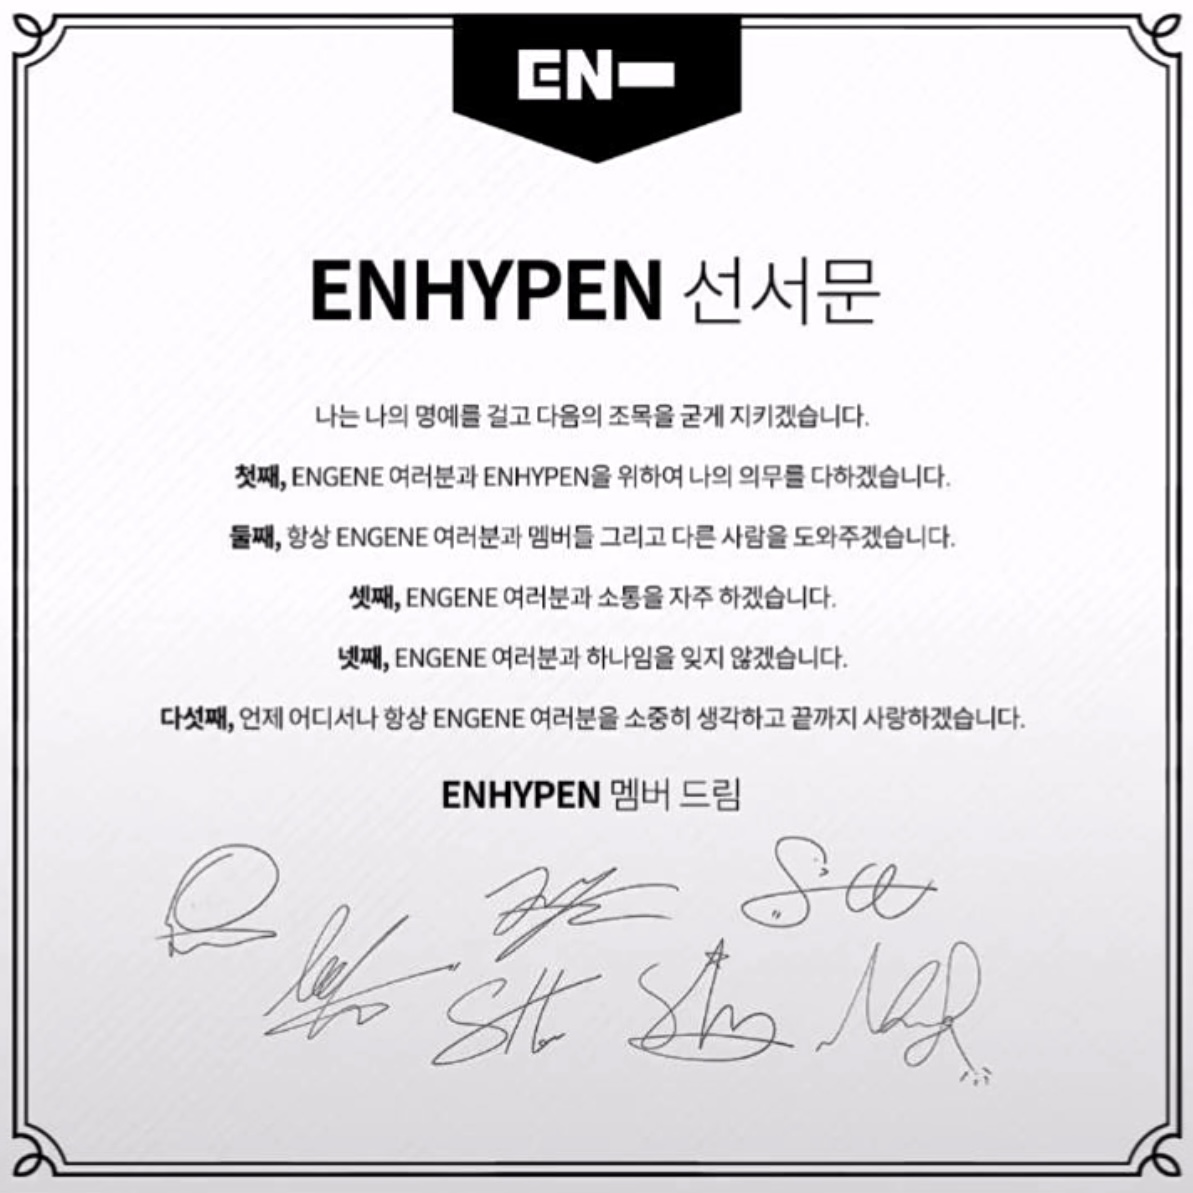 EN-
ENHYPEN 선서문
나는 나의 명예를 걸고 다음의 조목을 굳게 지키겠습니다.
첫째, ENGENE 여러분과 ENHYPEN을 위하여 나의 의무를 다하겠습니다.
둘째, 항상 ENGENE 여러분과 멤버들 그리고 다른 사람을 도와주겠습니다.
셋째, ENGENE 여러분과 소통을 자주 하겠습니다.
넷째, ENGENE 여러분과 하나임을 잊지 않겠습니다.
다섯째, 언제 어디서나 항상 ENGENE 여러분을 소중히 생각하고 끝까지 사랑하겠습니다.
ENHYPEN 멤버 드림